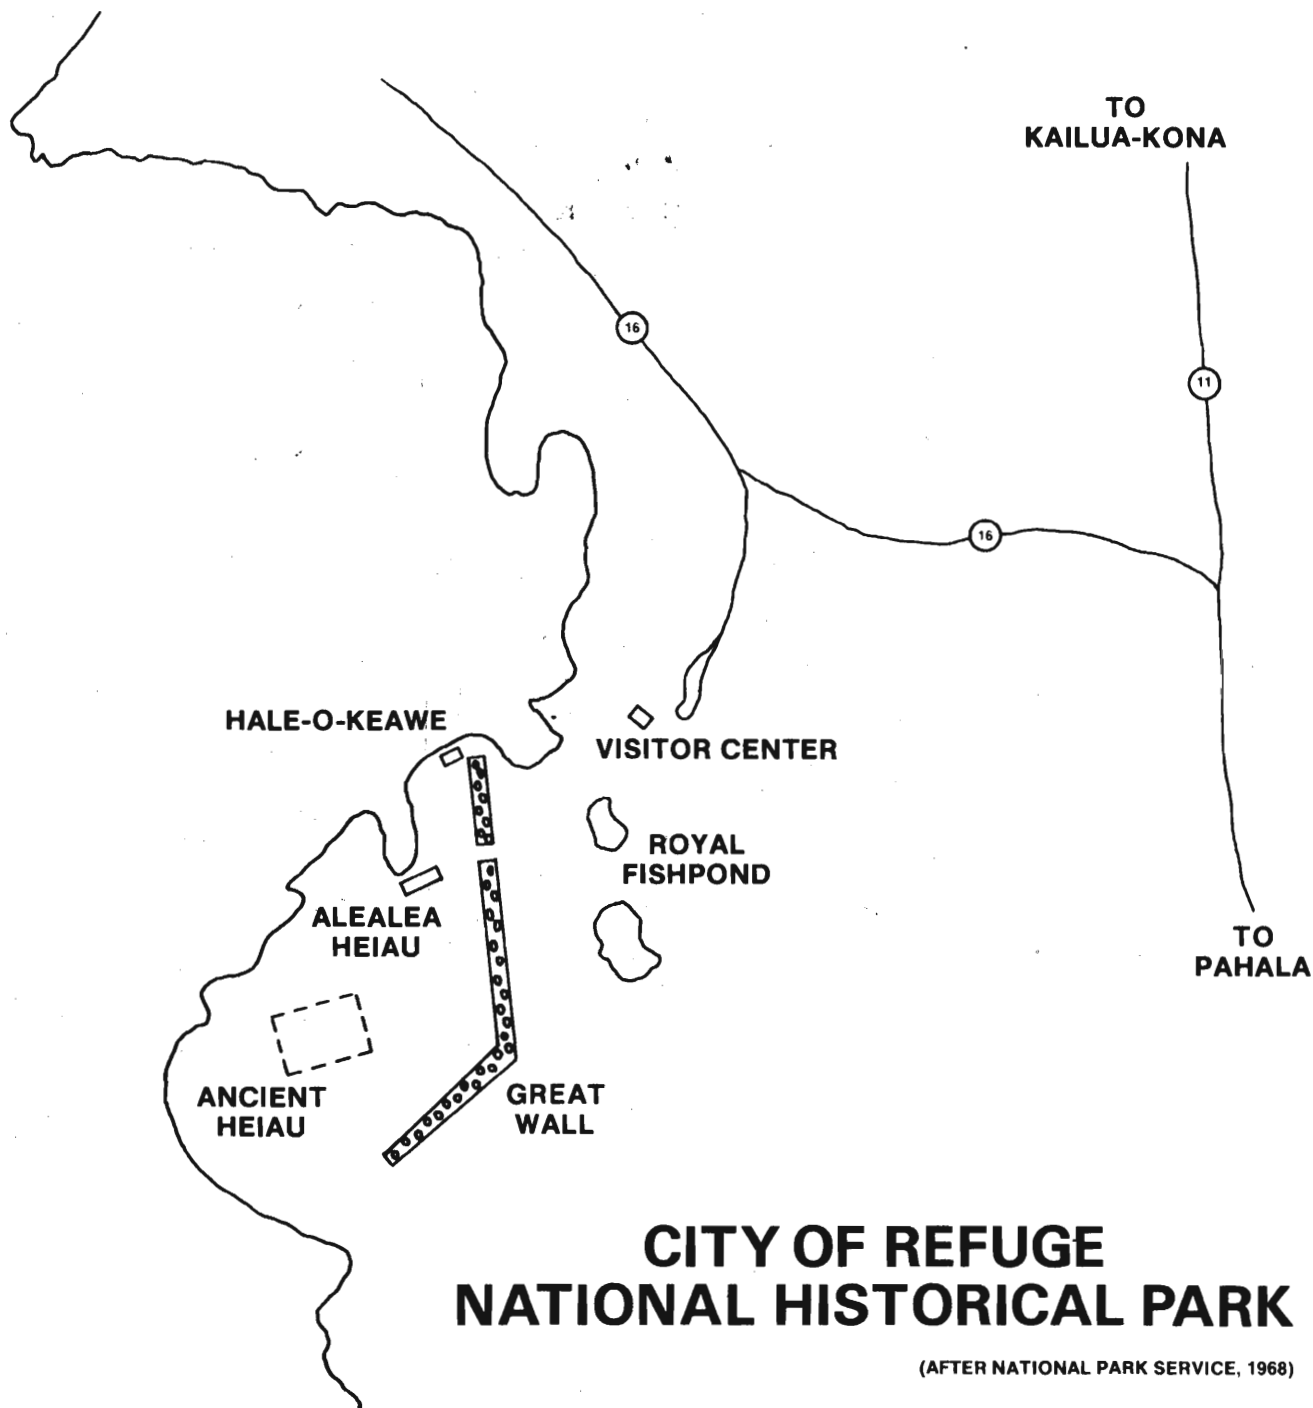 TO
KAILUA-KONA
16
11
16
HALE-O-KEAWE
VISITOR CENTER
ROYAL
FISHPOND
ALEALEA
HEIAU
TO
PAHALA
ANCIENT
HEIAU
GREAT
WALL
CITY OF REFUGE
NATIONAL HISTORICAL PARK
(AFTER NATIONAL PARK SERVICE, 1968)